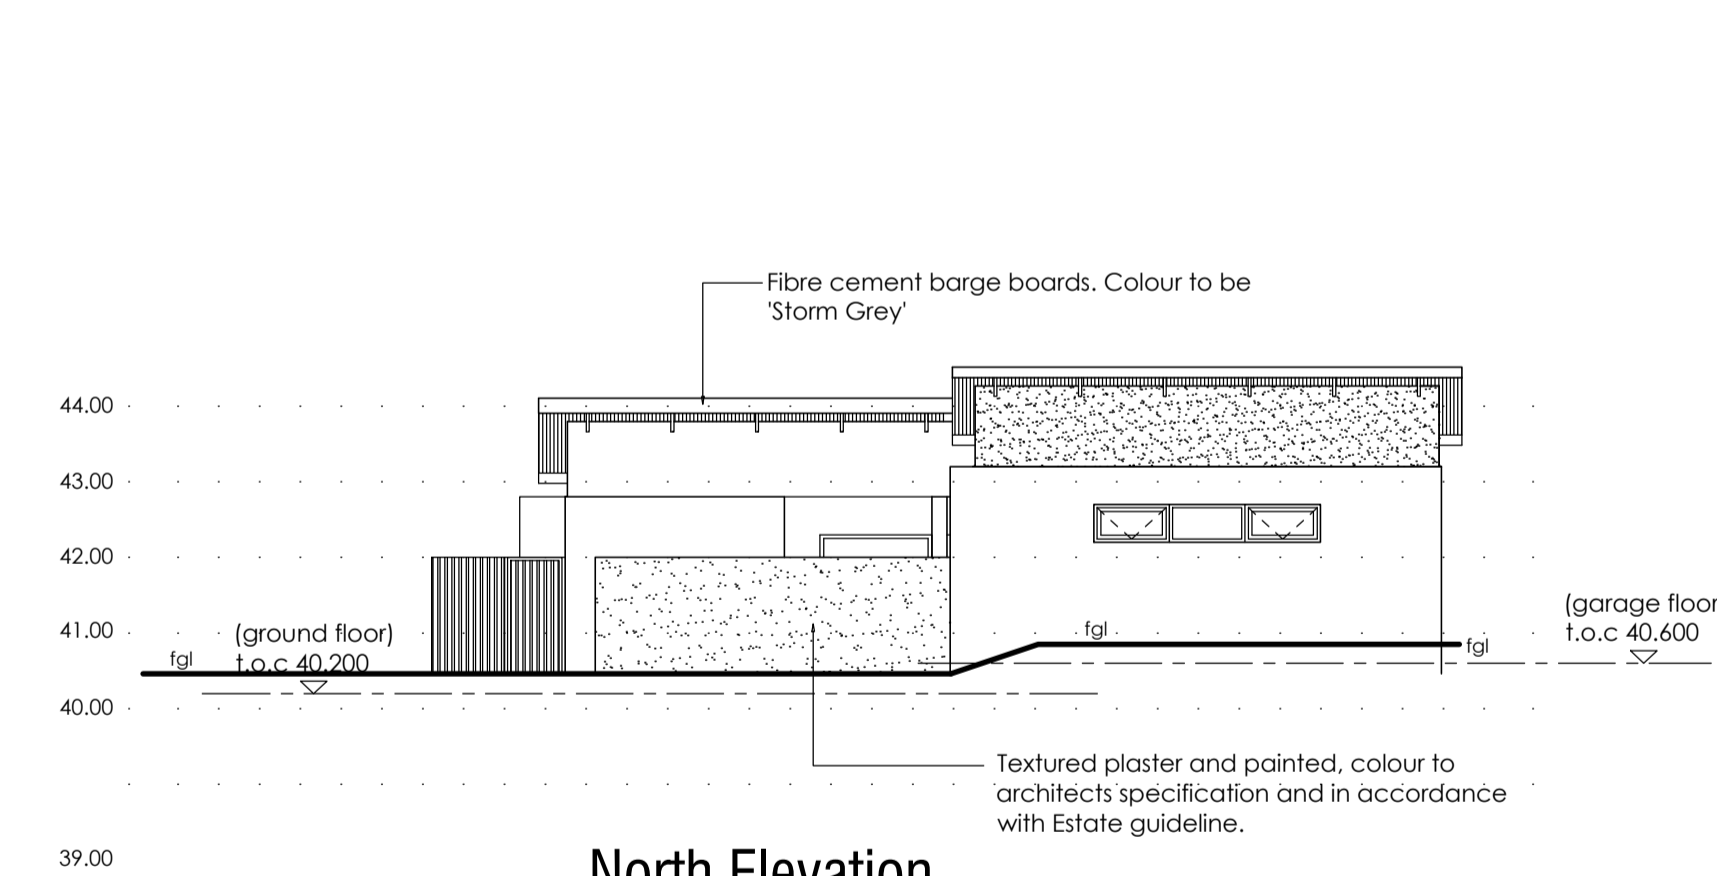 Fibre cement barge boards. Colour to be
'Storm Grey'
44.00
43.00
42.00
41.00
(ground floor)
t.o.c 40.200
fgl
fgl
fgl
(garage floor
t.o.c 40.600
40.00
Textured plaster and painted, colour to
architects specification and in accordance
with Estate guideline.
39.00
North Elevation